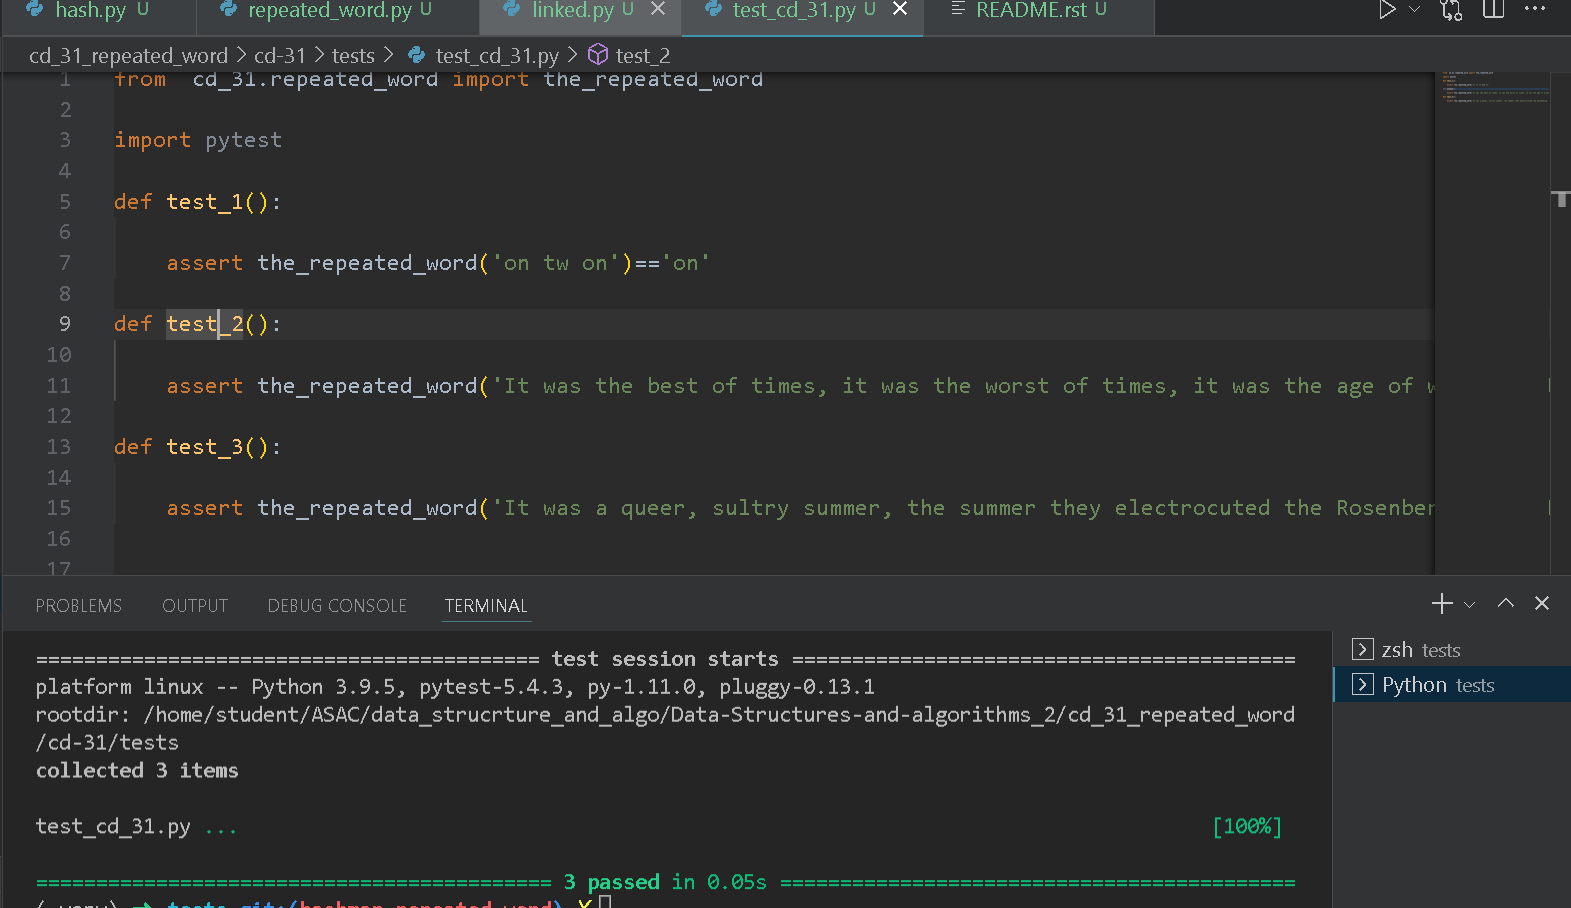 hash.py U repeated_word.py U linked.py U test_cd_31.py U README.rst U
cd_31_repeated_word > cd-31 > tests > test_cd_31.py > test_2
1 from cd_31.repeated_word import the_repeated_word
2
3 import pytest
4
5 def test_1():
6
7 assert the_repeated_word('on tw on')=='on'
8
9 def test_2():
10
11 assert the_repeated_word('It was the best of times, it was the worst of times, it was the age of w
12
13 def test_3():
14
15 assert the_repeated_word('It was a queer, sultry summer, the summer they electrocuted the Rosenber
16
17
PROBLEMS OUTPUT DEBUG CONSOLE TERMINAL
========================================== test session starts ==========================================
platform linux -- Python 3.9.5, pytest-5.4.3, py-1.11.0, pluggy-0.13.1
rootdir: /home/student/ASAC/data_strucrture_and_algo/Data-Structures-and-algorithms_2/cd_31_repeated_word
/cd-31/tests
collected 3 items
test_cd_31.py ... [100%]
=========================================== 3 passed in 0.05s ===========================================
tests git:(hashmap_repeated_word) ✗
zsh tests
Python tests